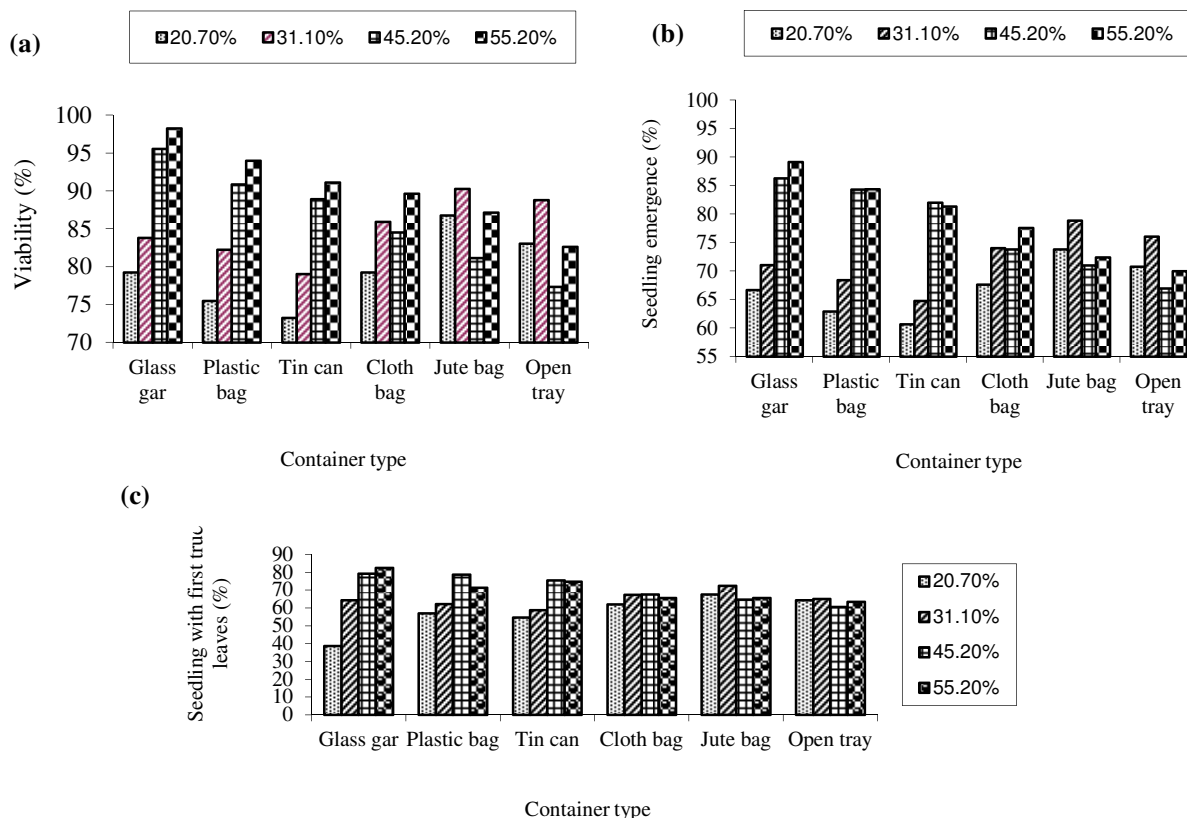 (a)
20.70% 31.10% 45.20% 55.20%
Viability (%)
100
95
90
85
80
75
70
Glass gar Plastic bag Tin can Cloth bag Jute bag Open tray
Container type
(b)
20.70% 31.10% 45.20% 55.20%
Seedling emergence (%)
100
95
90
85
80
75
70
65
60
55
Glass gar Plastic bag Tin can Cloth bag Jute bag Open tray
Container type
(c)
Seedling with first true
leaves (%)
90
80
70
60
50
40
30
20
10
0
Glass gar Plastic bag Tin can Cloth bag Jute bag Open tray
Container type
20.70%
31.10%
45.20%
55.20%